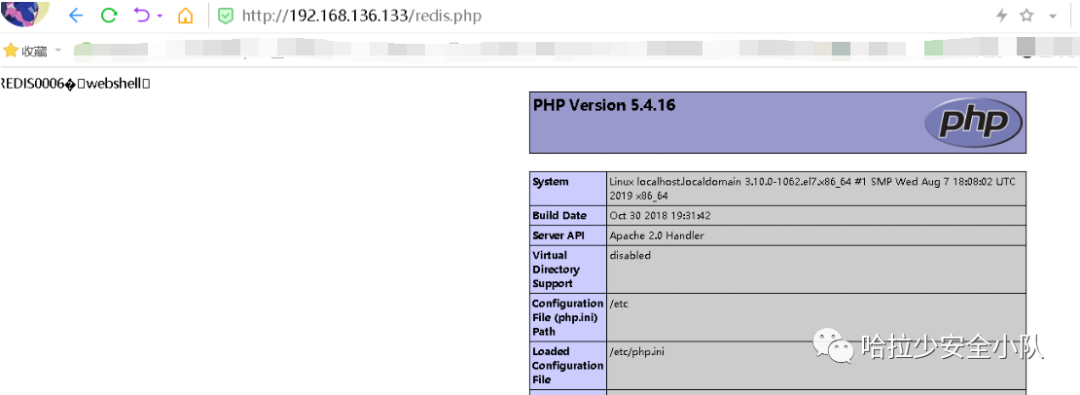 http://192.168.136.133/redis.php
收藏
REDIS0006�▯webshell▯
PHP Version 5.4.16
php
System
Linux localhost.localdomain 3.10.0-1062.el7.x86_64 #1 SMP Wed Aug 7 18:08:02 UTC
2019 x86_64
Build Date
Oct 30 2018 19:31:42
Server API
Apache 2.0 Handler
Virtual
Directory
Support
disabled
Configuration
File (php.ini)
Path
/etc
Loaded
Configuration
File
/etc/php.ini
哈拉少安全小队